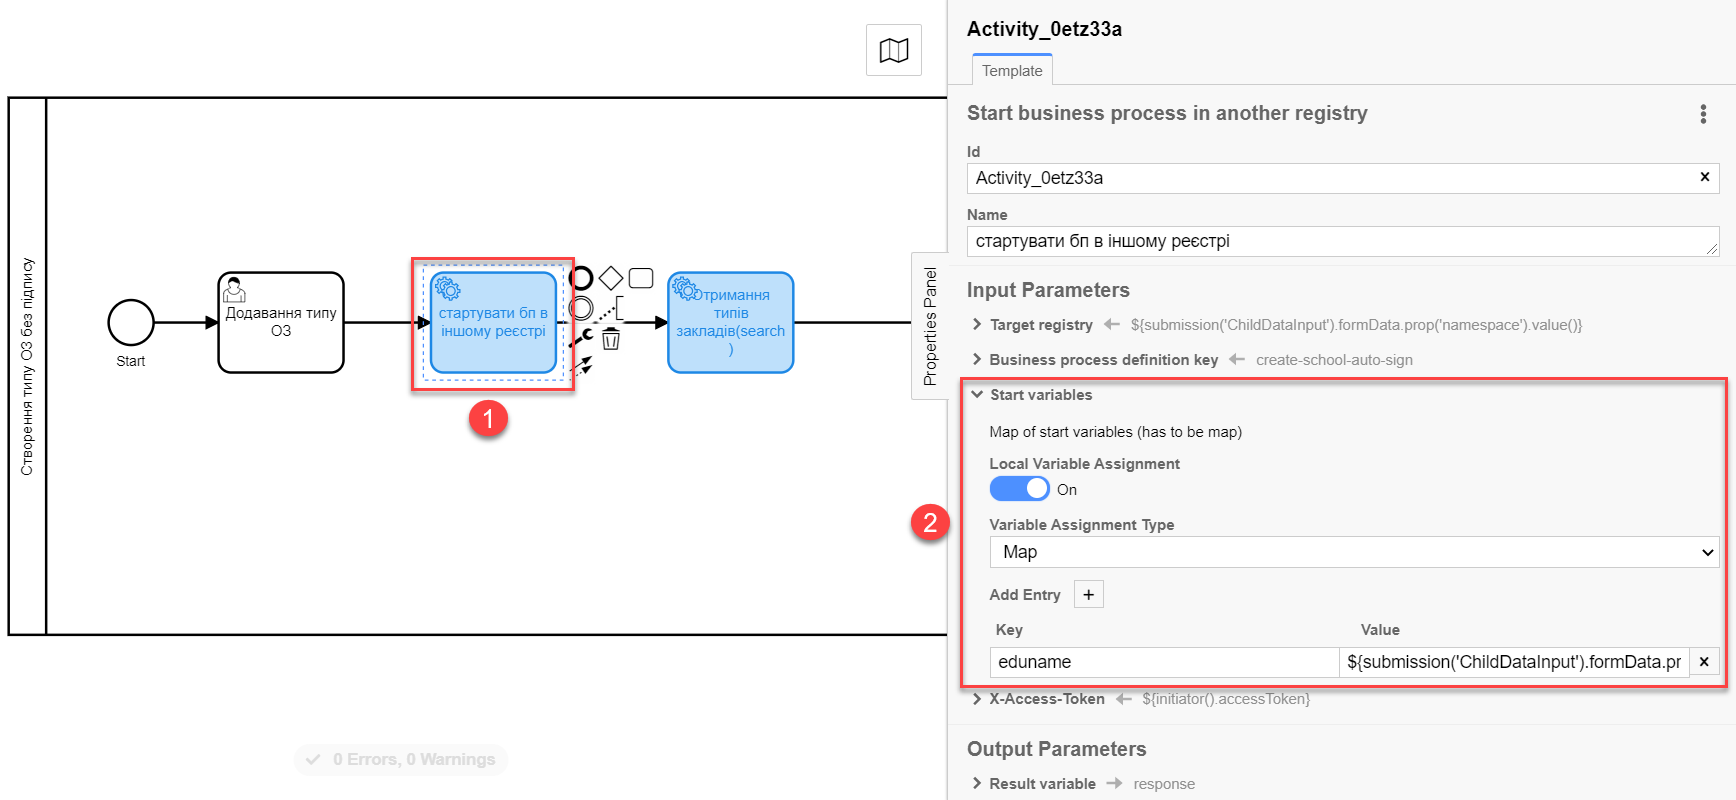 Створення типу ОЗ без підпису
Start
Додавання типу
ОЗ
стартувати бп в
іншому реєстрі
1
Отримання
типів
закладів(search
)
0 Errors, 0 Warnings
Properties Panel
2
Activity_0etz33a
Template
Start business process in another registry
Id
Activity_0etz33a
Name
стартувати бп в іншому реєстрі
Input Parameters
Target registry ${submission('ChildDataInput').formData.prop('namespace').value()}
Business process definition key create-school-auto-sign
Start variables
Map of start variables (has to be map)
Local Variable Assignment
On
Variable Assignment Type
Map
Add Entry +
Key Value
eduname ${submission('ChildDataInput').formData.pr
X-Access-Token ${initiator().accessToken}
Output Parameters
Result variable response